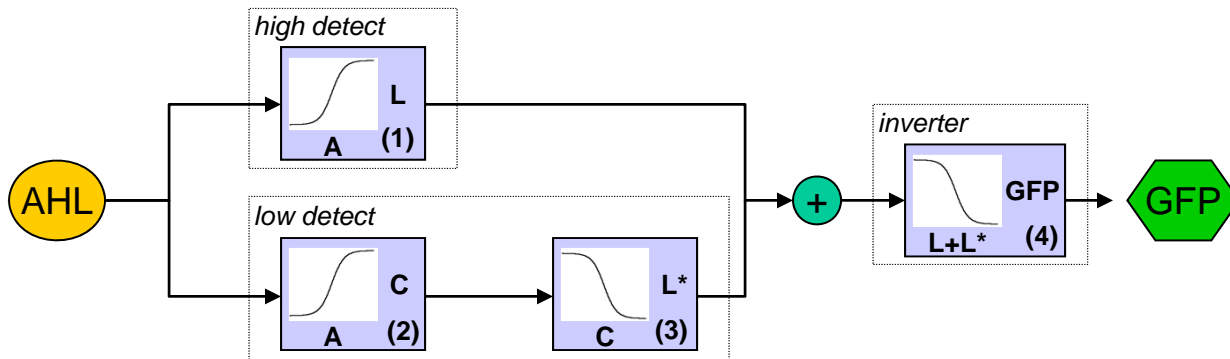 high detect
L
A (1)
AHL
low detect
C
A (2)
L*
C (3)
+
inverter
GFP
L+L* (4)
GFP